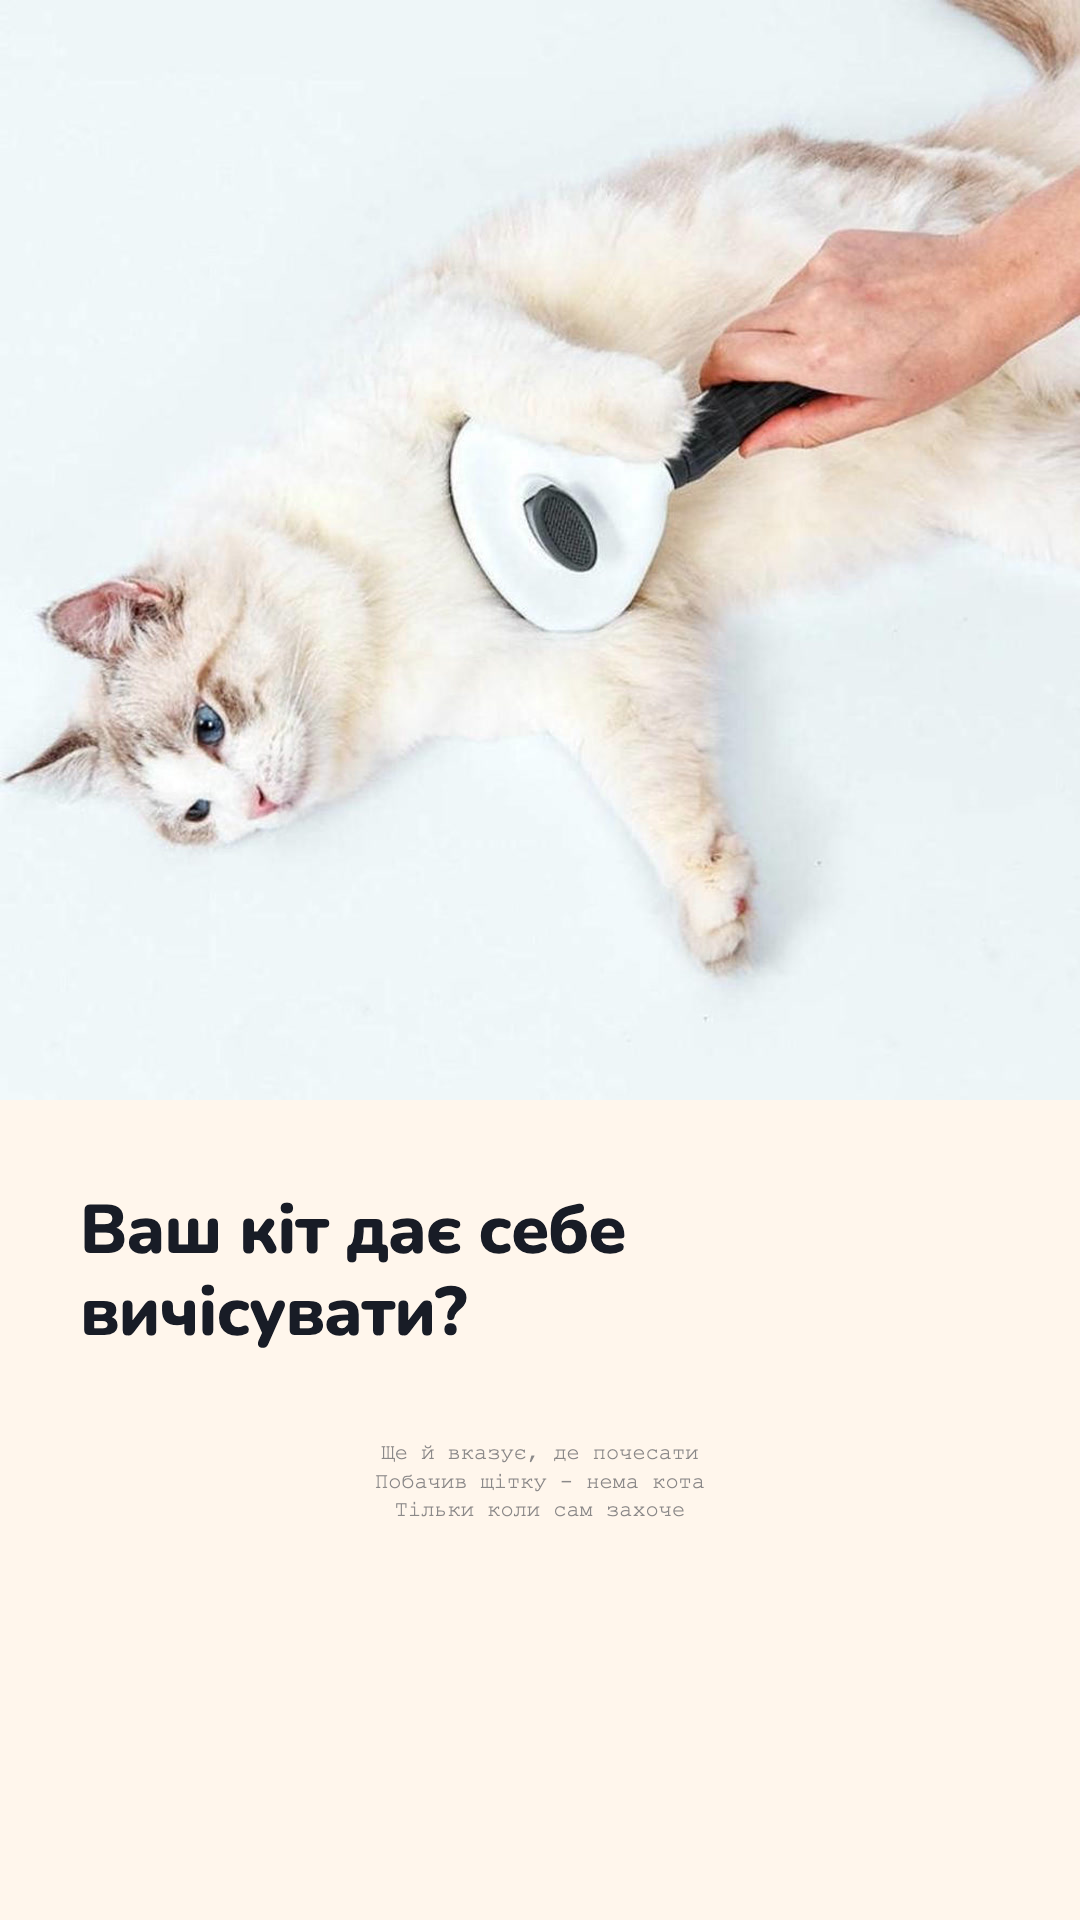 Ваш кіт дає себе
вичісувати?
Ще й вказує, де почесати
Побачив щітку - нема кота
Тільки коли сам захоче